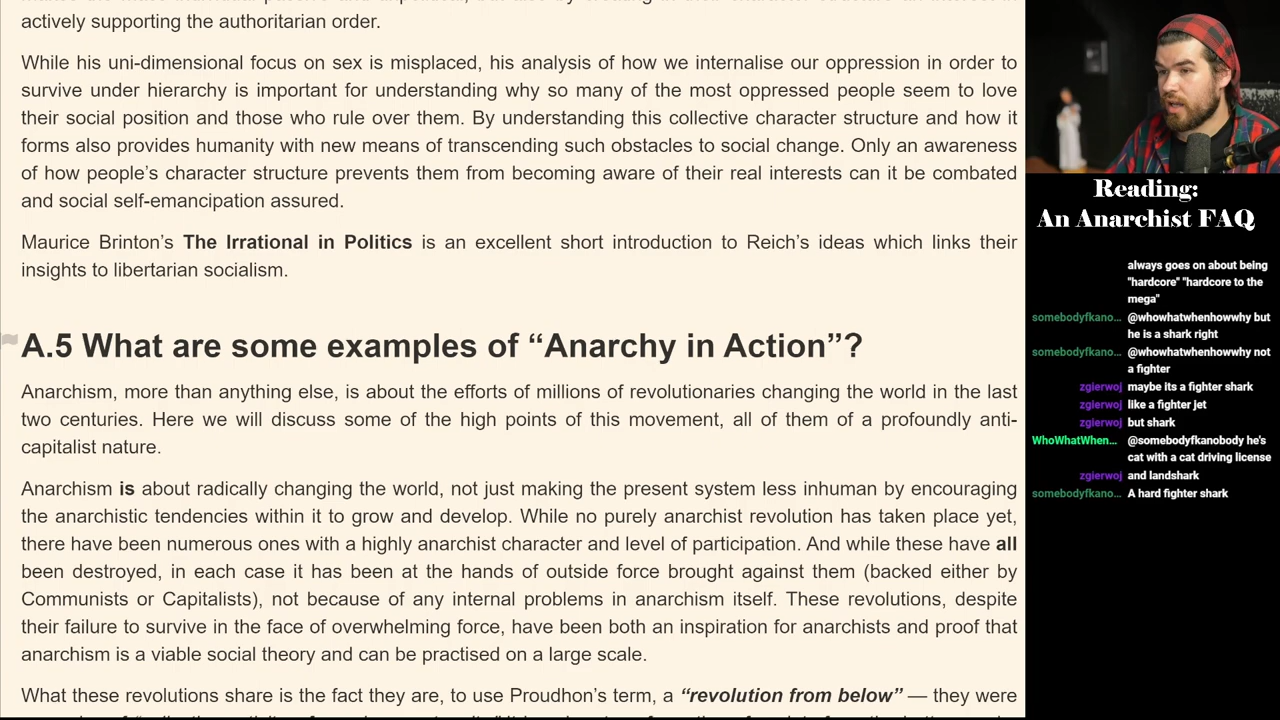 actively supporting the authoritarian order.
While his uni-dimensional focus on sex is misplaced, his analysis of how we internalise our oppression in order to
survive under hierarchy is important for understanding why so many of the most oppressed people seem to love
their social position and those who rule over them. By understanding this collective character structure and how it
forms also provides humanity with new means of transcending such obstacles to social change. Only an awareness
of how people’s character structure prevents them from becoming aware of their real interests can it be combated
and social self-emancipation assured.
Maurice Brinton’s The Irrational in Politics is an excellent short introduction to Reich’s ideas which links their
insights to libertarian socialism.
A.5 What are some examples of “Anarchy in Action”?
Anarchism, more than anything else, is about the efforts of millions of revolutionaries changing the world in the last
two centuries. Here we will discuss some of the high points of this movement, all of them of a profoundly anti-
capitalist nature.
Anarchism is about radically changing the world, not just making the present system less inhuman by encouraging
the anarchistic tendencies within it to grow and develop. While no purely anarchist revolution has taken place yet,
there have been numerous ones with a highly anarchist character and level of participation. And while these have all
been destroyed, in each case it has been at the hands of outside force brought against them (backed either by
Communists or Capitalists), not because of any internal problems in anarchism itself. These revolutions, despite
their failure to survive in the face of overwhelming force, have been both an inspiration for anarchists and proof that
anarchism is a viable social theory and can be practised on a large scale.
What these revolutions share is the fact they are, to use Proudhon’s term, a “revolution from below” — they were
Reading:
An Anarchist FAQ
always goes on about being
"hardcore" "hardcore to the
mega"
somebodyfkano... @whowhatwhenhowwhy but
he is a shark right
somebodyfkano... @whowhatwhenhowwhy not
a fighter
zgierwoj maybe its a fighter shark
zgierwoj like a fighter jet
zgierwoj but shark
WhoWhatWhen... @somebodyfkanobody he's
cat with a cat driving license
zgierwoj and landshark
somebodyfkano... A hard fighter shark